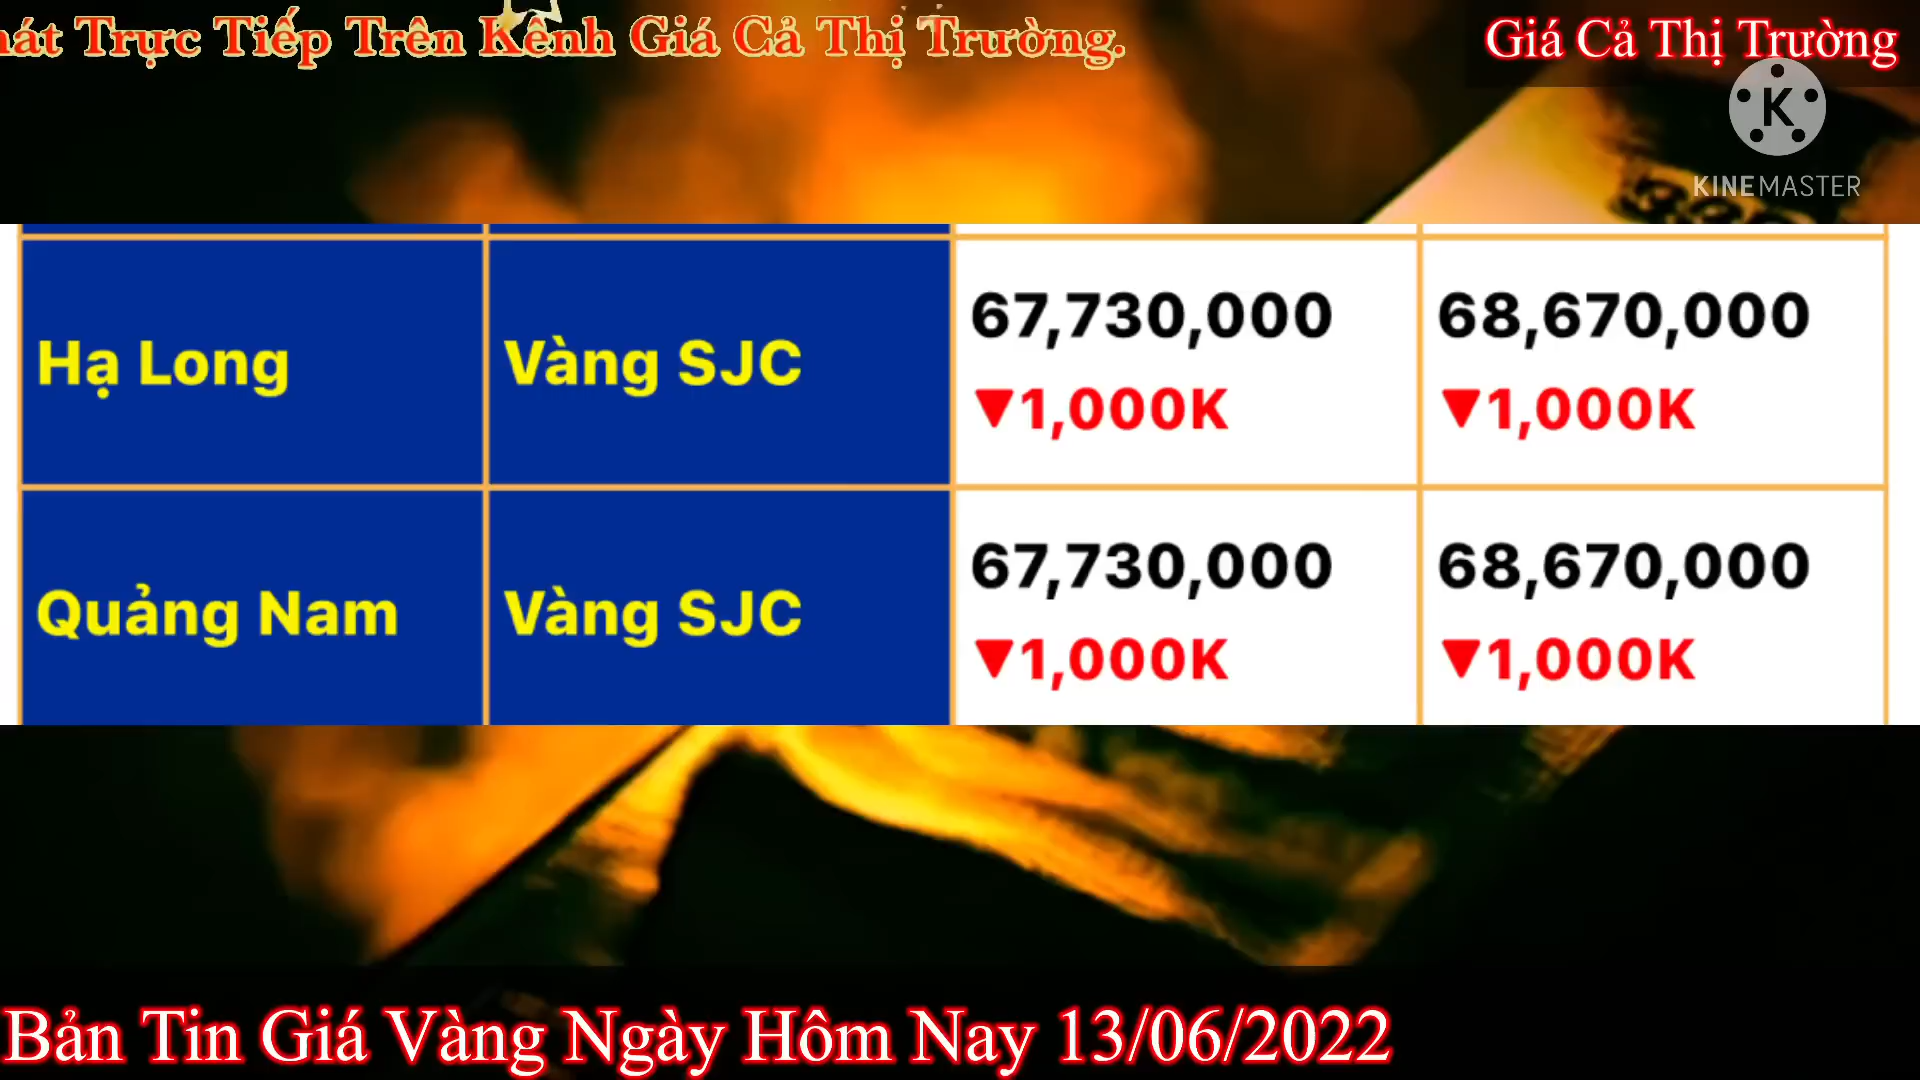 Trực Tiếp Trên Kênh Giá Cả Thị Trường.
Giá Cả Thị Trường
K
KINEMASTER
Hạ Long Vàng SJC 67,730,000 68,670,000
▼1,000K ▼1,000K
Quảng Nam Vàng SJC 67,730,000 68,670,000
▼1,000K ▼1,000K
Bản Tin Giá Vàng Ngày Hôm Nay 13/06/2022